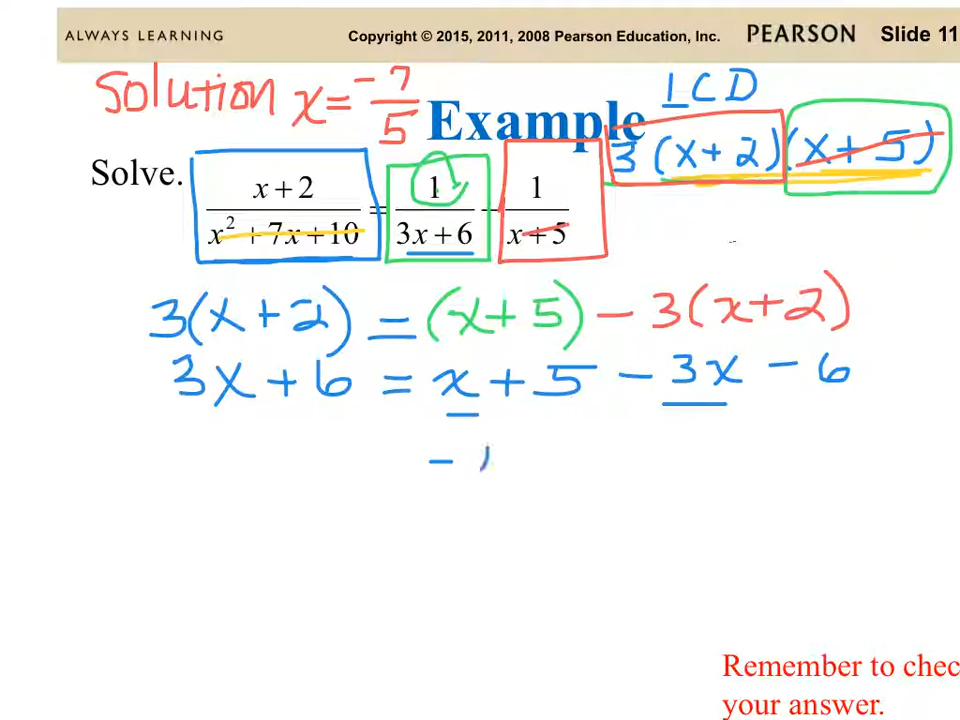 ALWAYS LEARNING Copyright © 2015, 2011, 2008 Pearson Education, Inc. PEARSON Slide 11
Solution x = -7/5
LCD
Example
3(x+2)(x+5)
Solve. (x + 2)/(x² + 7x + 10) = 1/(3x + 6) − 1/(x + 5)
3(x+2) = (x+5) - 3(x+2)
3x + 6 = x + 5 - 3x - 6
-
Remember to chec
your answer.